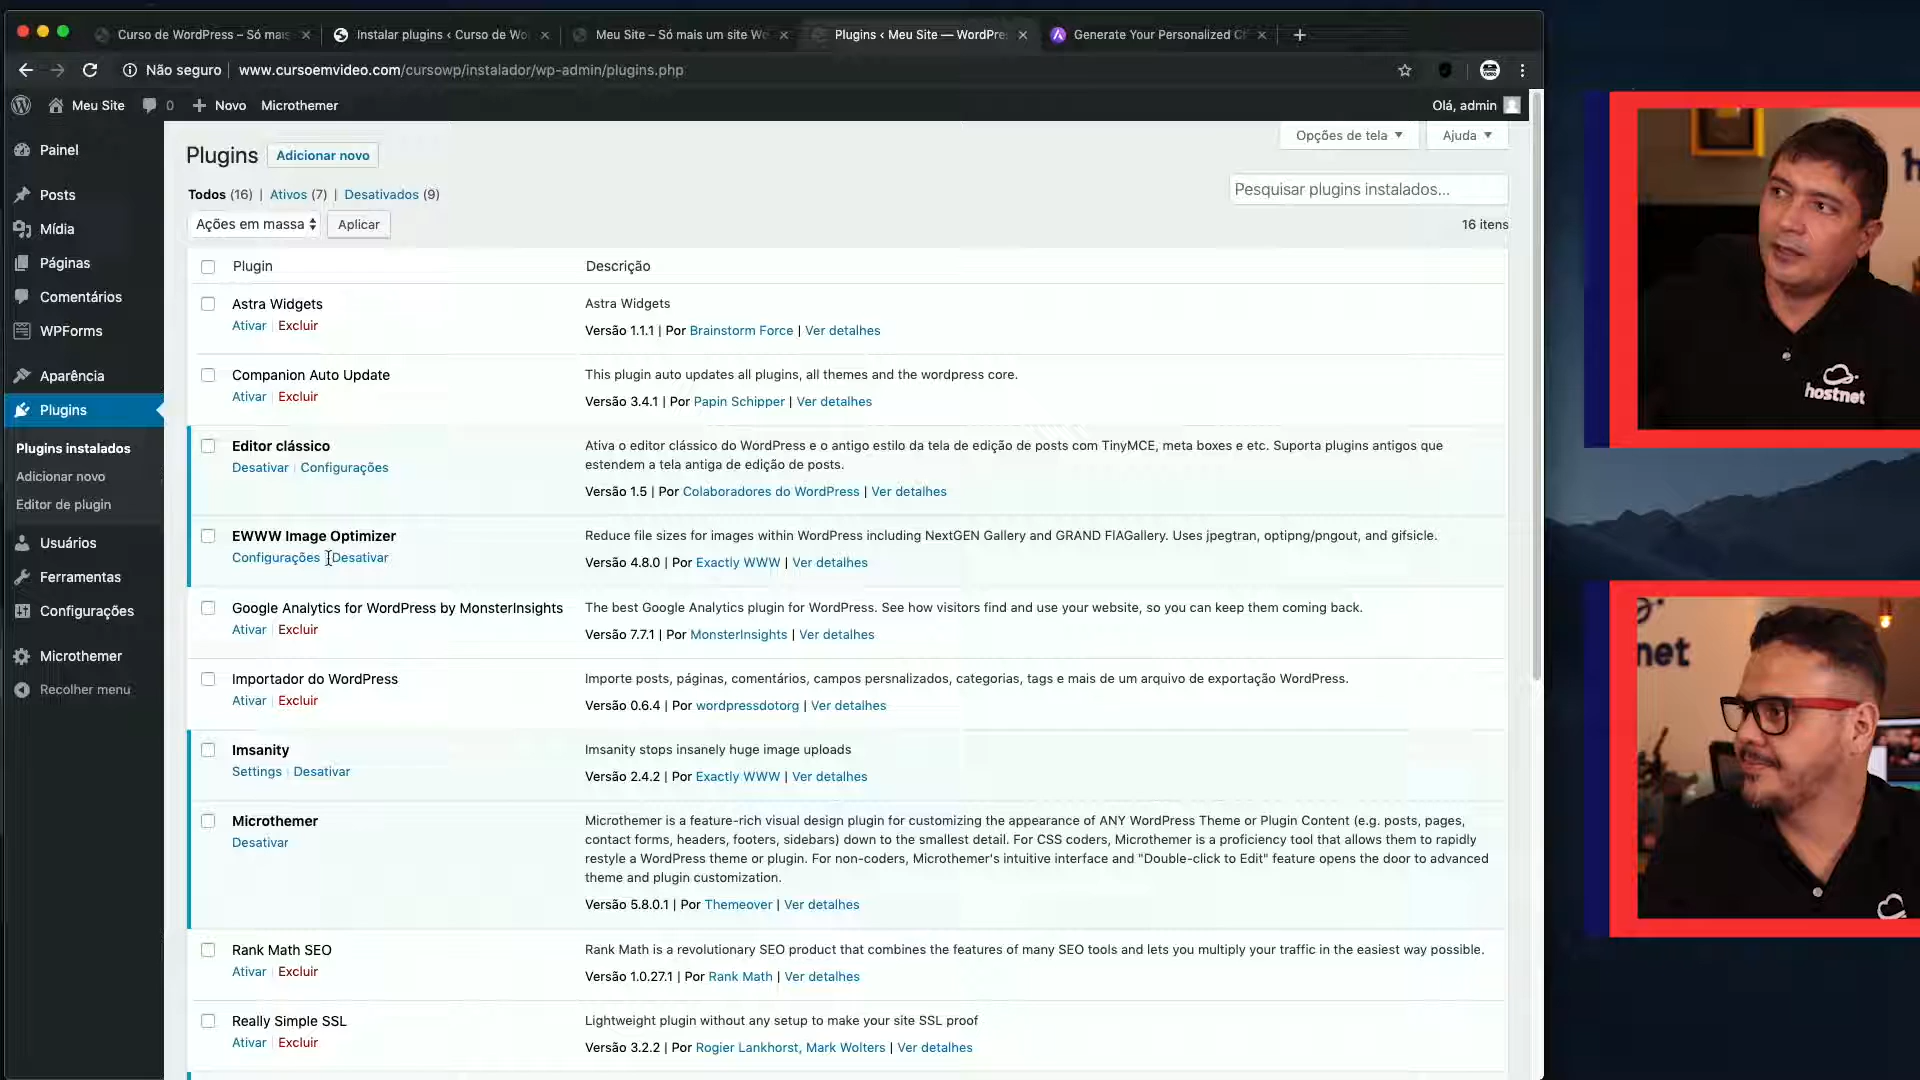 Curso de WordPress – Só mais
Instalar plugins ‹ Curso de Wo
Meu Site – Só mais um site Wo
Plugins ‹ Meu Site — WordPre
Generate Your Personalized Ch
Não seguro
www.cursoemvideo.com/cursowp/instalador/wp-admin/plugins.php
Meu Site
0
Novo
Microthemer
Olá, admin
Painel
Posts
Mídia
Páginas
Comentários
WPForms
Aparência
Plugins
Plugins instalados
Adicionar novo
Editor de plugin
Usuários
Ferramentas
Configurações
Microthemer
Recolher menu
Opções de tela
Ajuda
Plugins
Adicionar novo
Todos (16) | Ativos (7) | Desativados (9)
Pesquisar plugins instalados...
Ações em massa
Aplicar
16 itens
Plugin
Descrição
Astra Widgets
Ativar | Excluir
Astra Widgets
Versão 1.1.1 | Por Brainstorm Force | Ver detalhes
Companion Auto Update
Ativar | Excluir
This plugin auto updates all plugins, all themes and the wordpress core.
Versão 3.4.1 | Por Papin Schipper | Ver detalhes
Editor clássico
Desativar | Configurações
Ativa o editor clássico do WordPress e o antigo estilo da tela de edição de posts com TinyMCE, meta boxes e etc. Suporta plugins antigos que
estendem a tela antiga de edição de posts.
Versão 1.5 | Por Colaboradores do WordPress | Ver detalhes
EWWW Image Optimizer
Configurações | Desativar
Reduce file sizes for images within WordPress including NextGEN Gallery and GRAND FlAGallery. Uses jpegtran, optipng/pngout, and gifsicle.
Versão 4.8.0 | Por Exactly WWW | Ver detalhes
Google Analytics for WordPress by MonsterInsights
Ativar | Excluir
The best Google Analytics plugin for WordPress. See how visitors find and use your website, so you can keep them coming back.
Versão 7.7.1 | Por MonsterInsights | Ver detalhes
Importador do WordPress
Ativar | Excluir
Importe posts, páginas, comentários, campos persnalizados, categorias, tags e mais de um arquivo de exportação WordPress.
Versão 0.6.4 | Por wordpressdotorg | Ver detalhes
Imsanity
Settings | Desativar
Imsanity stops insanely huge image uploads
Versão 2.4.2 | Por Exactly WWW | Ver detalhes
Microthemer
Desativar
Microthemer is a feature-rich visual design plugin for customizing the appearance of ANY WordPress Theme or Plugin Content (e.g. posts, pages,
contact forms, headers, footers, sidebars) down to the smallest detail. For CSS coders, Microthemer is a proficiency tool that allows them to rapidly
restyle a WordPress theme or plugin. For non-coders, Microthemer's intuitive interface and "Double-click to Edit" feature opens the door to advanced
theme and plugin customization.
Versão 5.8.0.1 | Por Themeover | Ver detalhes
Rank Math SEO
Ativar | Excluir
Rank Math is a revolutionary SEO product that combines the features of many SEO tools and lets you multiply your traffic in the easiest way possible.
Versão 1.0.27.1 | Por Rank Math | Ver detalhes
Really Simple SSL
Ativar | Excluir
Lightweight plugin without any setup to make your site SSL proof
Versão 3.2.2 | Por Rogier Lankhorst, Mark Wolters | Ver detalhes
h
hostnet
net